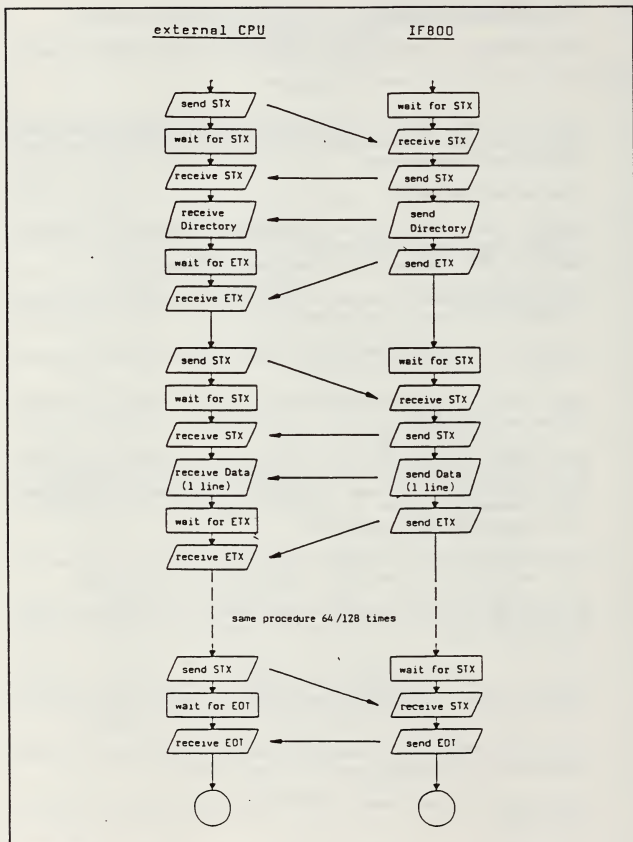 external CPU IF800
send STX wait for STX
wait for STX receive STX
receive STX send STX
receive send
Directory Directory
wait for ETX send ETX
receive ETX
send STX wait for STX
wait for STX receive STX
receive STX send STX
receive Data send Data
(1 line) (1 line)
wait for ETX send ETX
receive ETX
same procedure 64/128 times
send STX wait for STX
wait for EOT receive STX
receive EOT send EOT